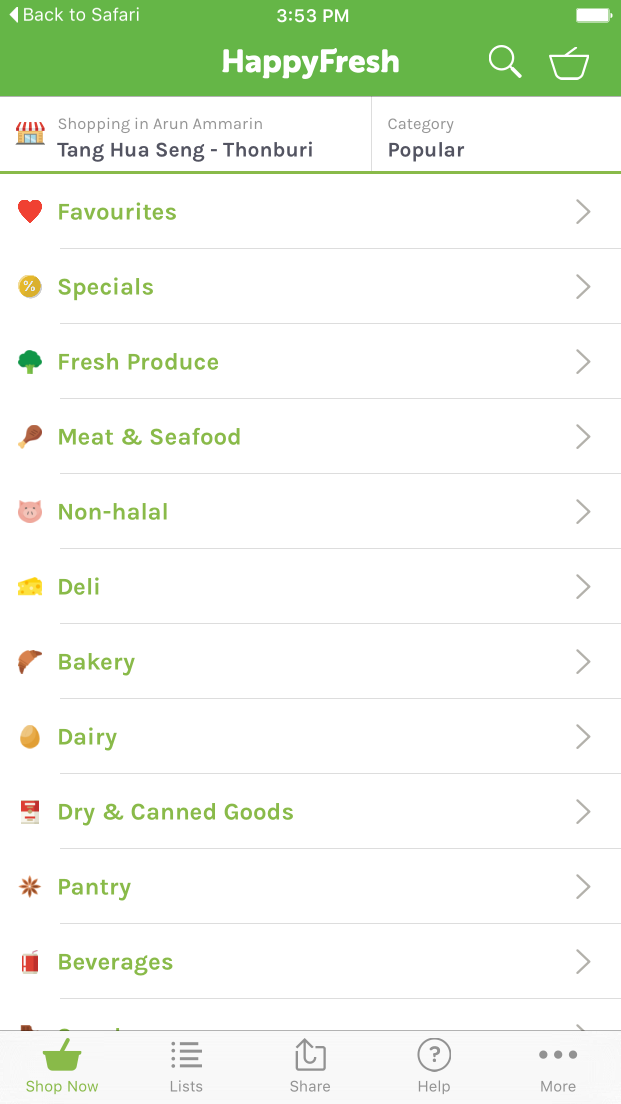 Back to Safari
3:53 PM
HappyFresh
Shopping in Arun Ammarin
Tang Hua Seng - Thonburi
Category
Popular
Favourites
%
Specials
Fresh Produce
Meat & Seafood
Non-halal
Deli
Bakery
Dairy
Dry & Canned Goods
Pantry
Beverages
Shop Now
Lists
Share
?
Help
More